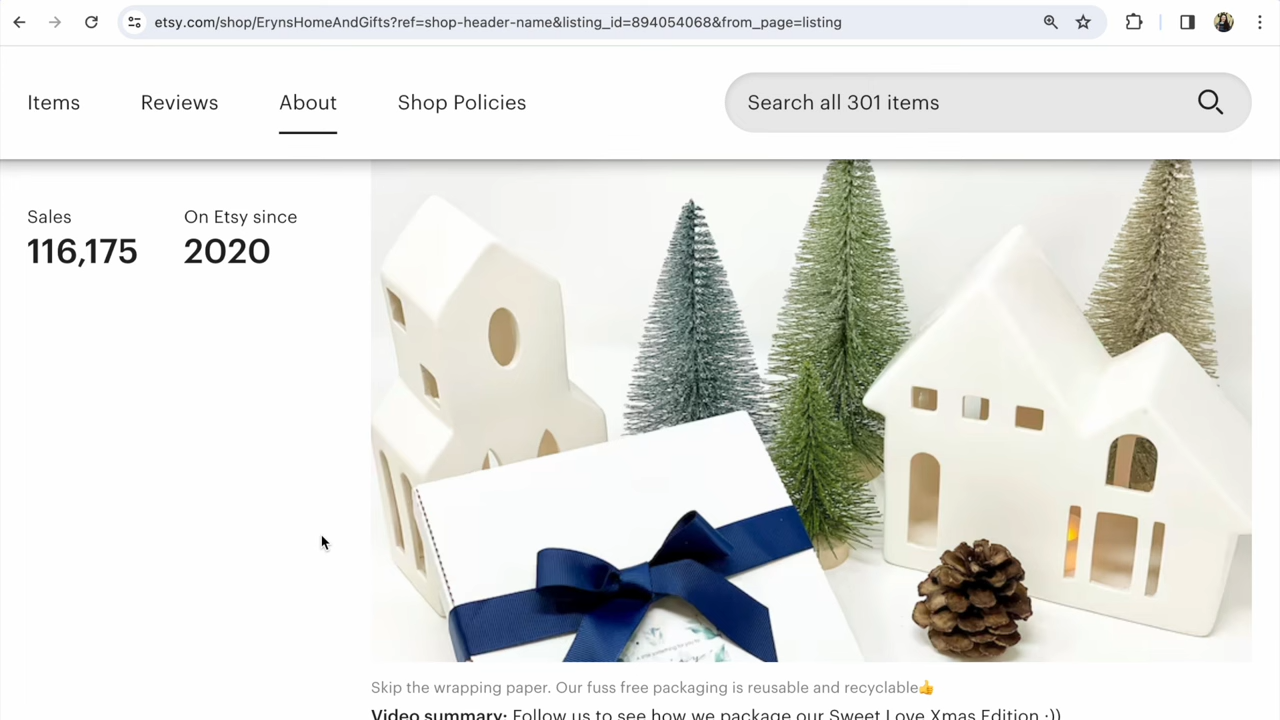 etsy.com/shop/ErynsHomeAndGifts?ref=shop-header-name&listing_id=894054068&from_page=listing
Items Reviews About Shop Policies Search all 301 items
Sales On Etsy since
116,175 2020
Skip the wrapping paper. Our fuss free packaging is reusable and recyclable👍
Video summary: Follow us to see how we package our Sweet Love Xmas Edition :))